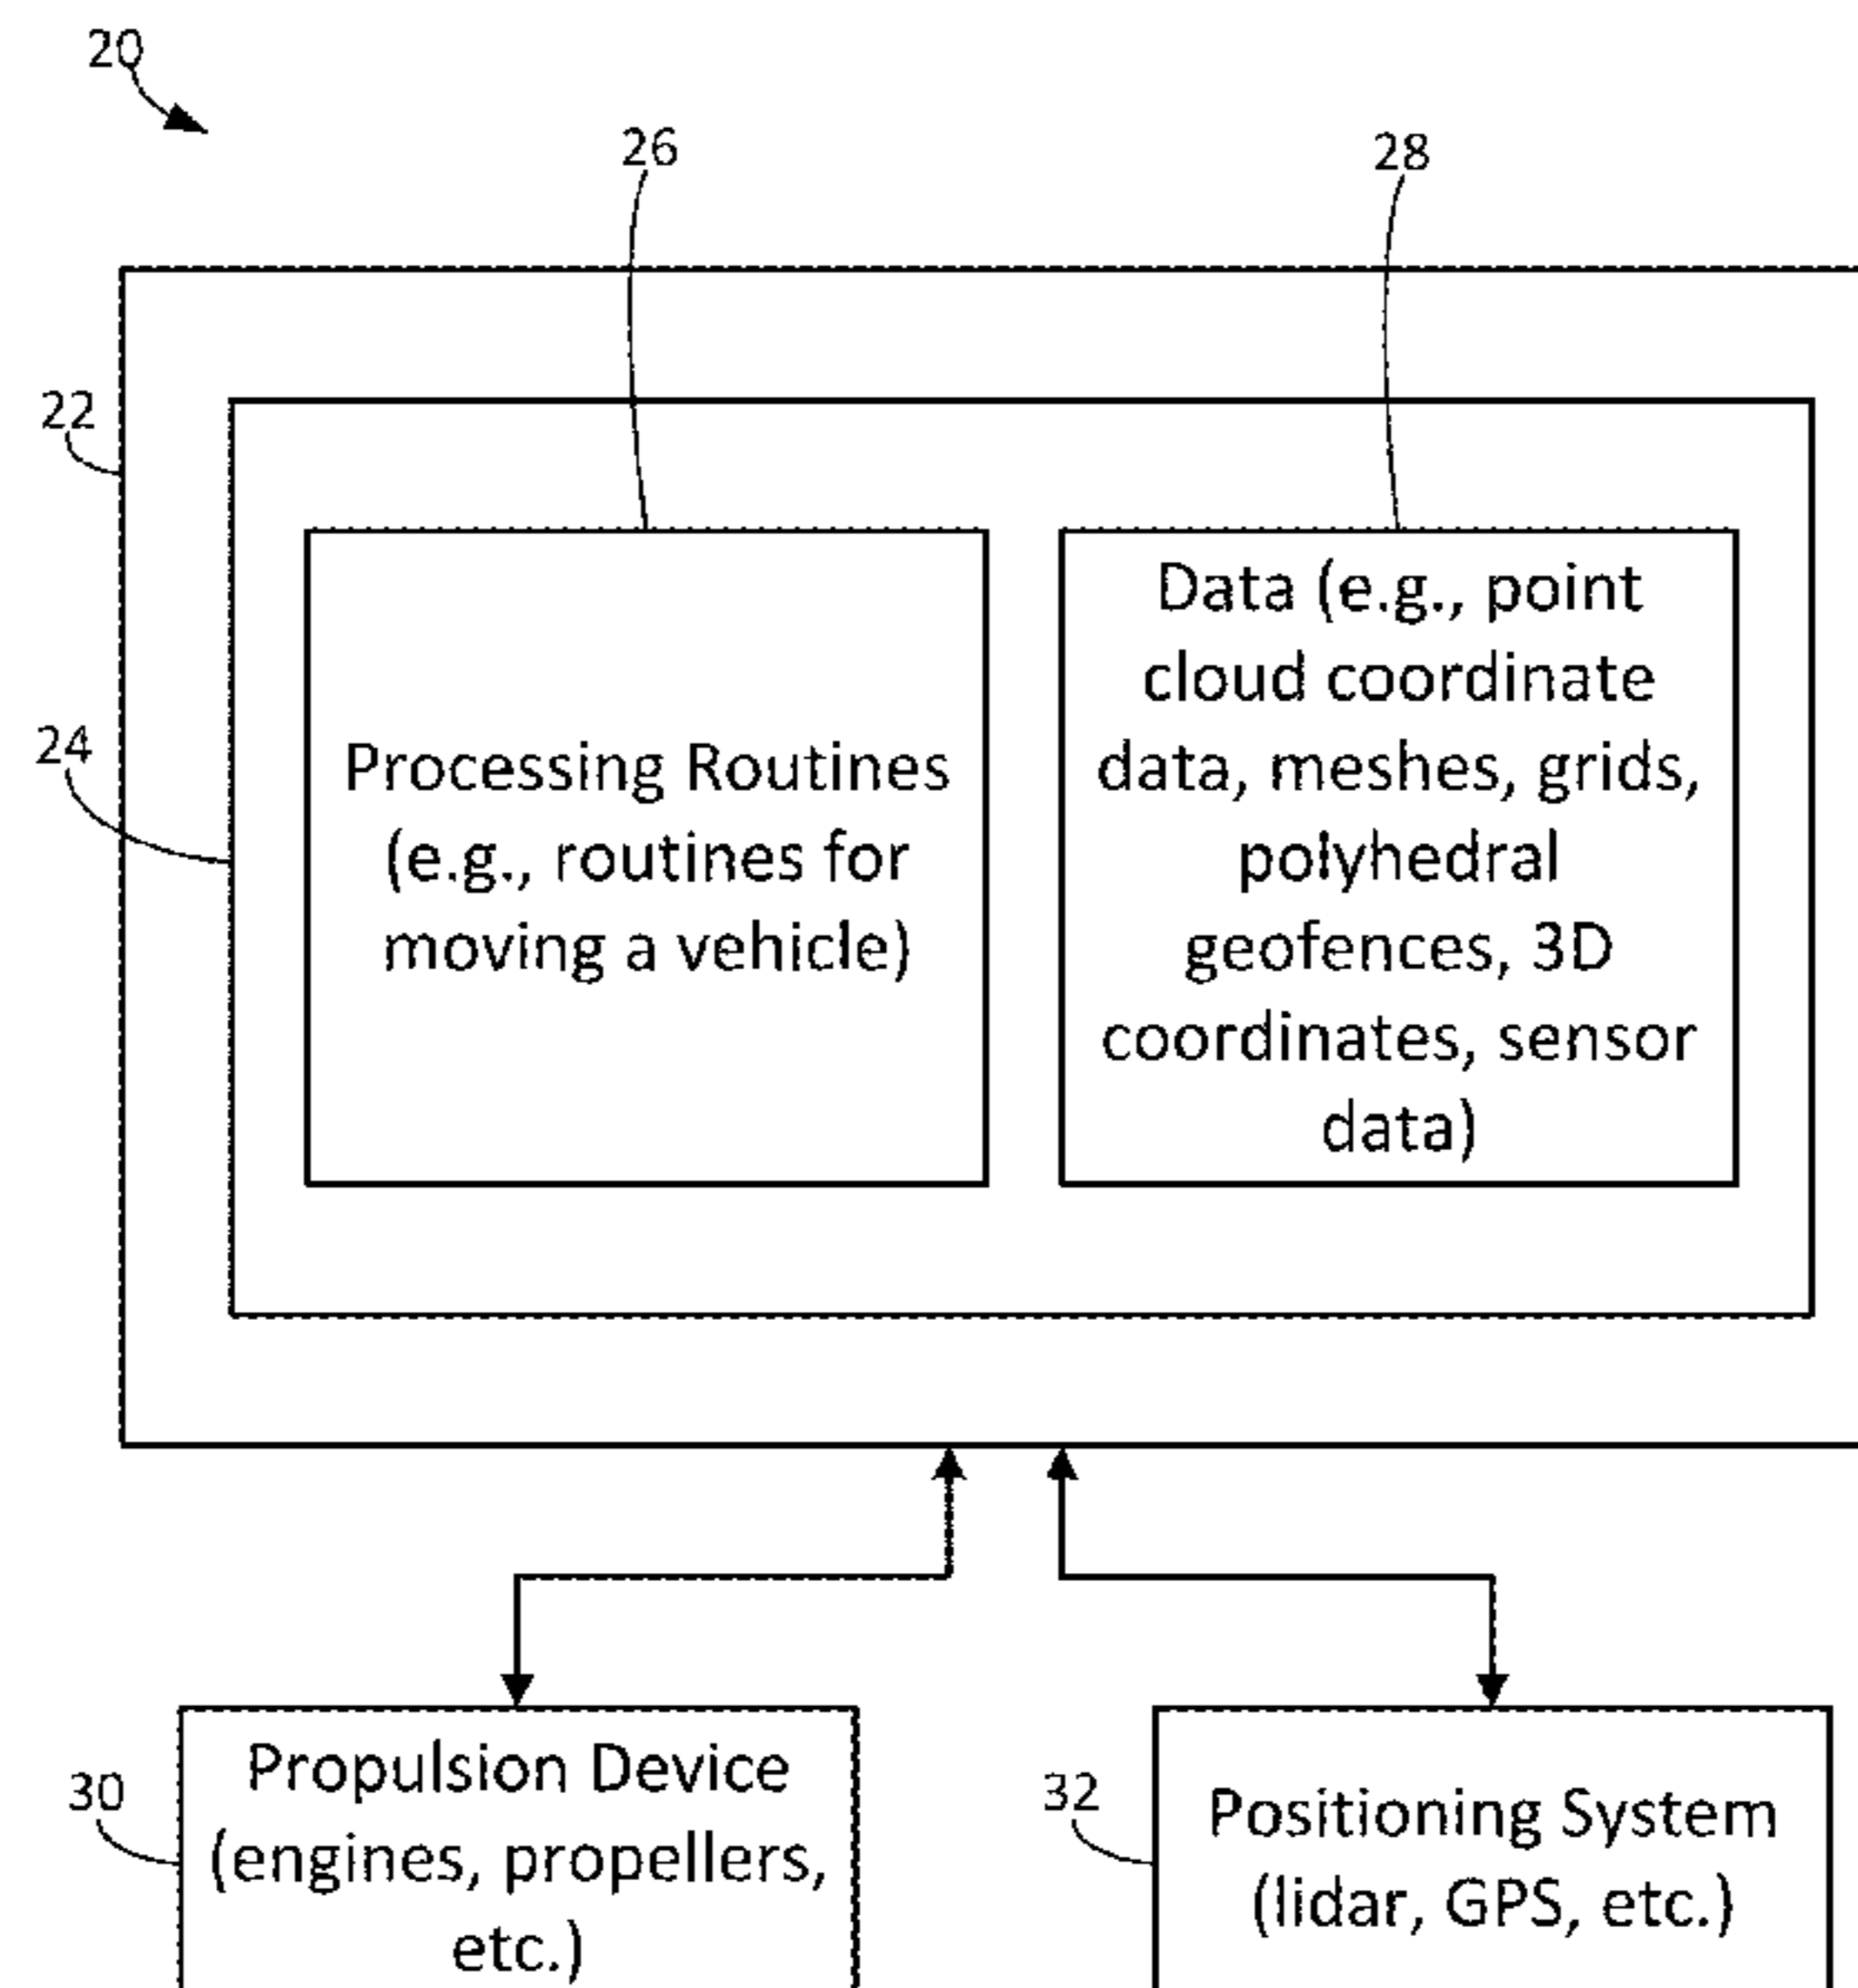 20
26
28
22
24
Processing Routines
(e.g., routines for
moving a vehicle)
Data (e.g., point
cloud coordinate
data, meshes, grids,
polyhedral
geofences, 3D
coordinates, sensor
data)
30
Propulsion Device
(engines, propellers,
etc.)
32
Positioning System
(lidar, GPS, etc.)